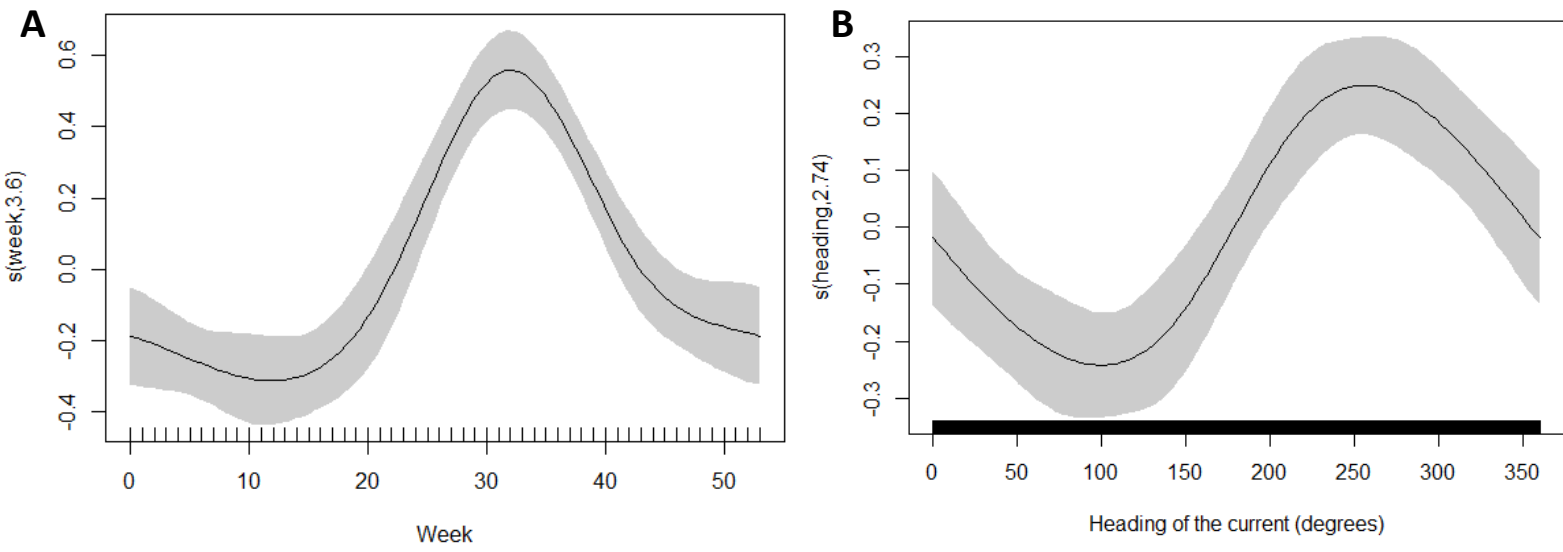 A
s(week,3.6)
0.6
0.4
0.2
0.0
-0.2
-0.4
0 10 20 30 40 50
Week
B
s(heading,2.74)
0.3
0.2
0.1
0.0
-0.1
-0.2
-0.3
0 50 100 150 200 250 300 350
Heading of the current (degrees)